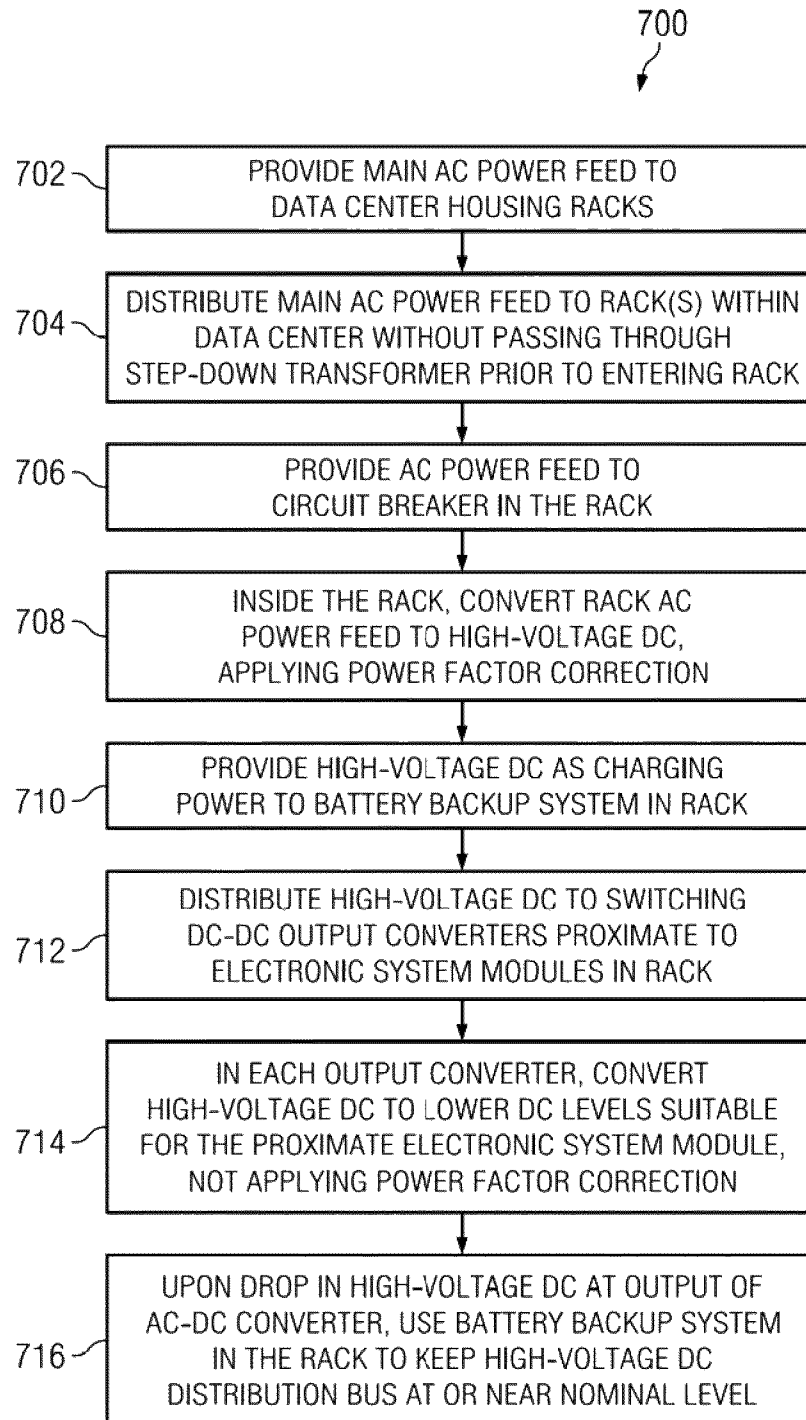 700
702
PROVIDE MAIN AC POWER FEED TO
DATA CENTER HOUSING RACKS
704
DISTRIBUTE MAIN AC POWER FEED TO RACK(S) WITHIN
DATA CENTER WITHOUT PASSING THROUGH
STEP-DOWN TRANSFORMER PRIOR TO ENTERING RACK
706
PROVIDE AC POWER FEED TO
CIRCUIT BREAKER IN THE RACK
708
INSIDE THE RACK, CONVERT RACK AC
POWER FEED TO HIGH-VOLTAGE DC,
APPLYING POWER FACTOR CORRECTION
710
PROVIDE HIGH-VOLTAGE DC AS CHARGING
POWER TO BATTERY BACKUP SYSTEM IN RACK
712
DISTRIBUTE HIGH-VOLTAGE DC TO SWITCHING
DC-DC OUTPUT CONVERTERS PROXIMATE TO
ELECTRONIC SYSTEM MODULES IN RACK
714
IN EACH OUTPUT CONVERTER, CONVERT
HIGH-VOLTAGE DC TO LOWER DC LEVELS SUITABLE
FOR THE PROXIMATE ELECTRONIC SYSTEM MODULE,
NOT APPLYING POWER FACTOR CORRECTION
716
UPON DROP IN HIGH-VOLTAGE DC AT OUTPUT OF
AC-DC CONVERTER, USE BATTERY BACKUP SYSTEM
IN THE RACK TO KEEP HIGH-VOLTAGE DC
DISTRIBUTION BUS AT OR NEAR NOMINAL LEVEL